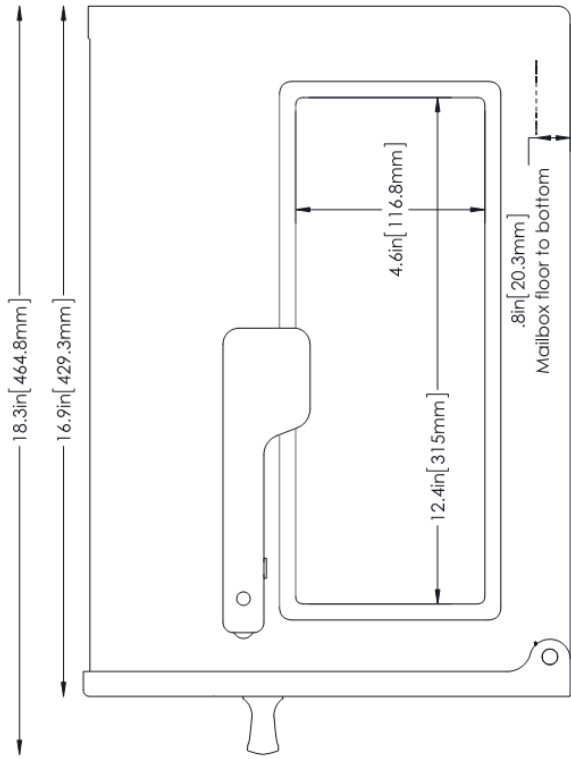 18.3in[464.8mm]
16.9in[429.3mm]
4.6in[116.8mm]
12.4in[315mm]
.8in[20.3mm]
Mailbox floor to bottom